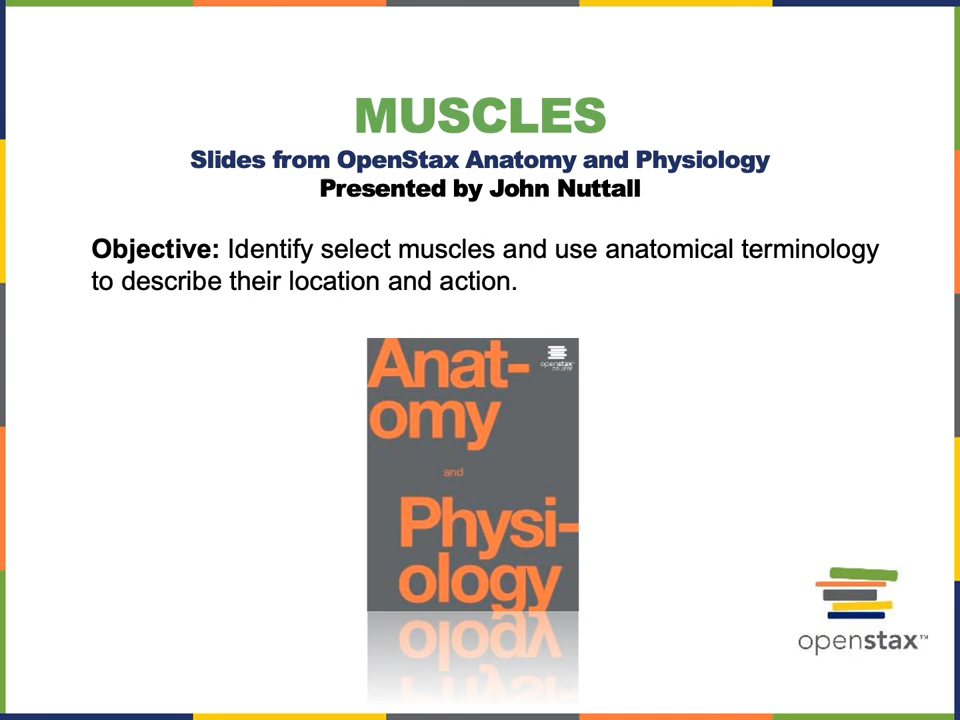 MUSCLES
Slides from OpenStax Anatomy and Physiology
Presented by John Nuttall
Objective: Identify select muscles and use anatomical terminology
to describe their location and action.
Anat-
openstax
omy
and
Physi-
ology
openstax™